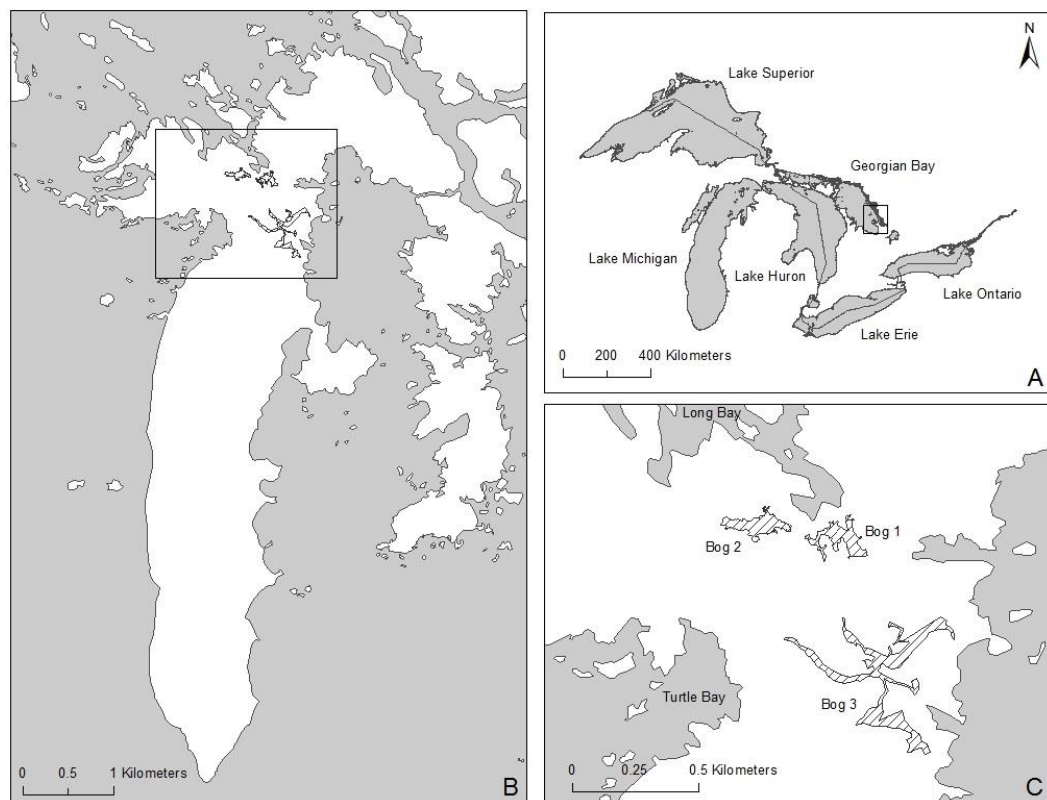 0 0.5 1 Kilometers
B
N
Lake Superior
Georgian Bay
Lake Michigan
Lake Huron
Lake Ontario
Lake Erie
0 200 400 Kilometers
A
Long Bay
Bog 1
Bog 2
Turtle Bay
Bog 3
0 0.25 0.5 Kilometers
C